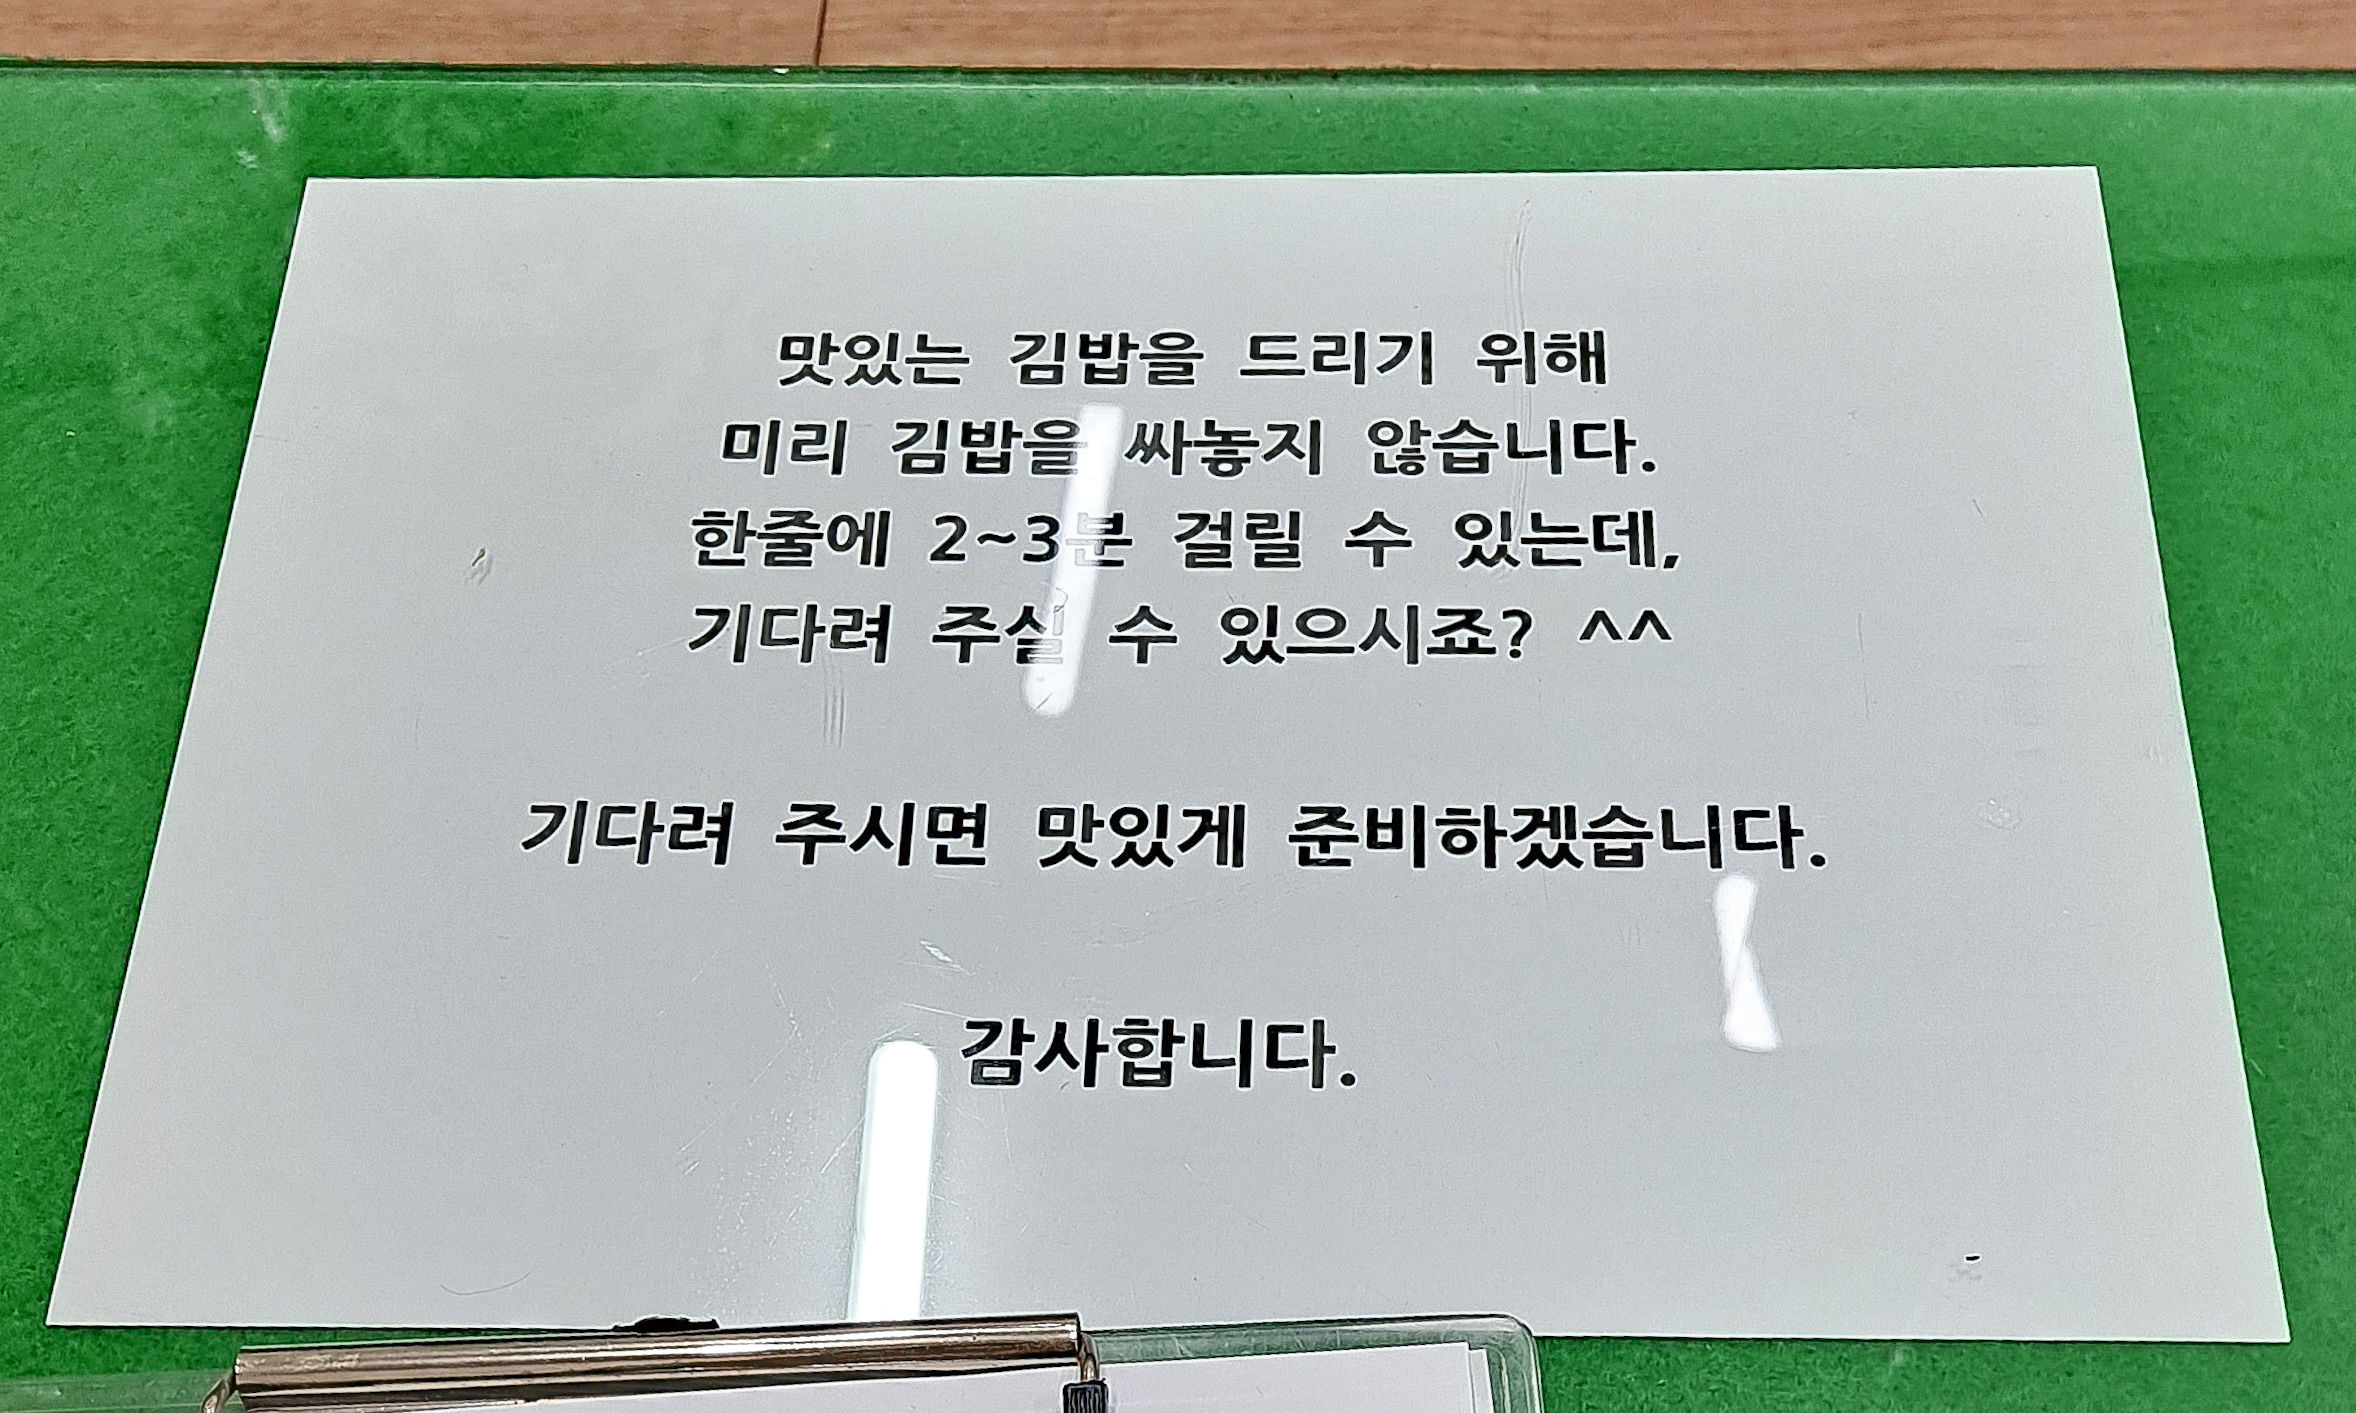 맛있는 김밥을 드리기 위해
미리 김밥을 싸놓지 않습니다.
한줄에 2~3분 걸릴 수 있는데,
기다려 주실 수 있으시죠? ^^
기다려 주시면 맛있게 준비하겠습니다.
감사합니다.